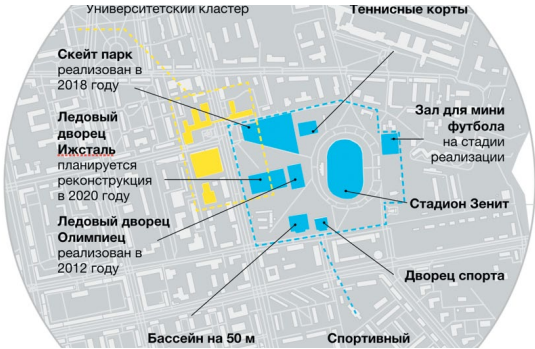 Университетский кластер
Теннисные корты
Скейт парк
реализован в
2018 году
Ледовый
дворец
Ижсталь
планируется
реконструкция
в 2020 году
Зал для мини
футбола
на стадии
реализации
Стадион Зенит
Ледовый дворец
Олимпиец
реализован в
2012 году
Дворец спорта
Бассейн на 50 м
Спортивный